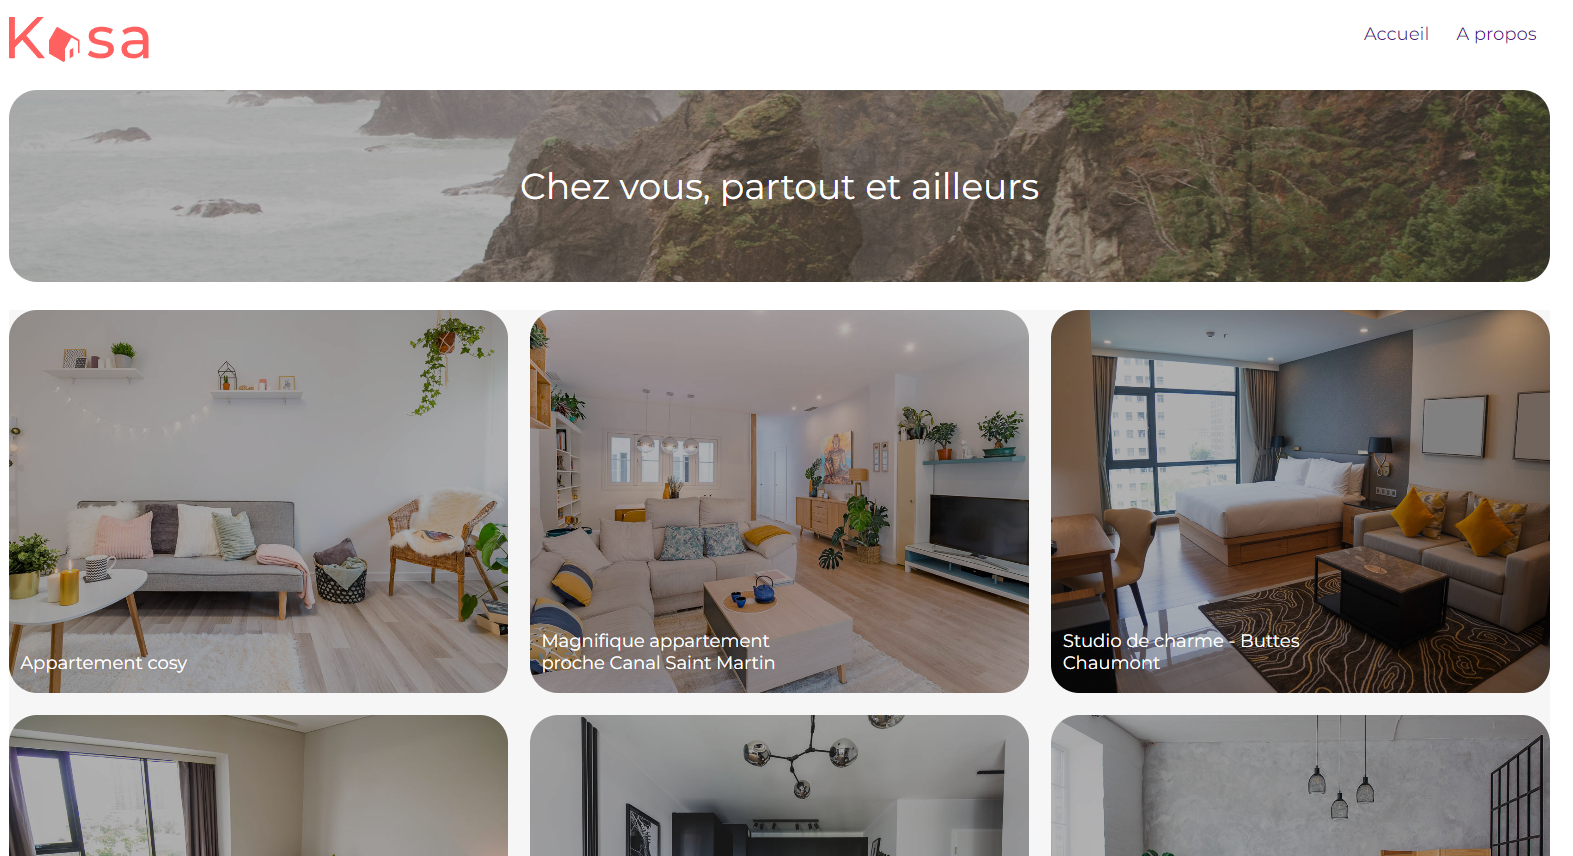 Kasa
Accueil A propos
Chez vous, partout et ailleurs
Appartement cosy
Magnifique appartement
proche Canal Saint Martin
Studio de charme - Buttes
Chaumont